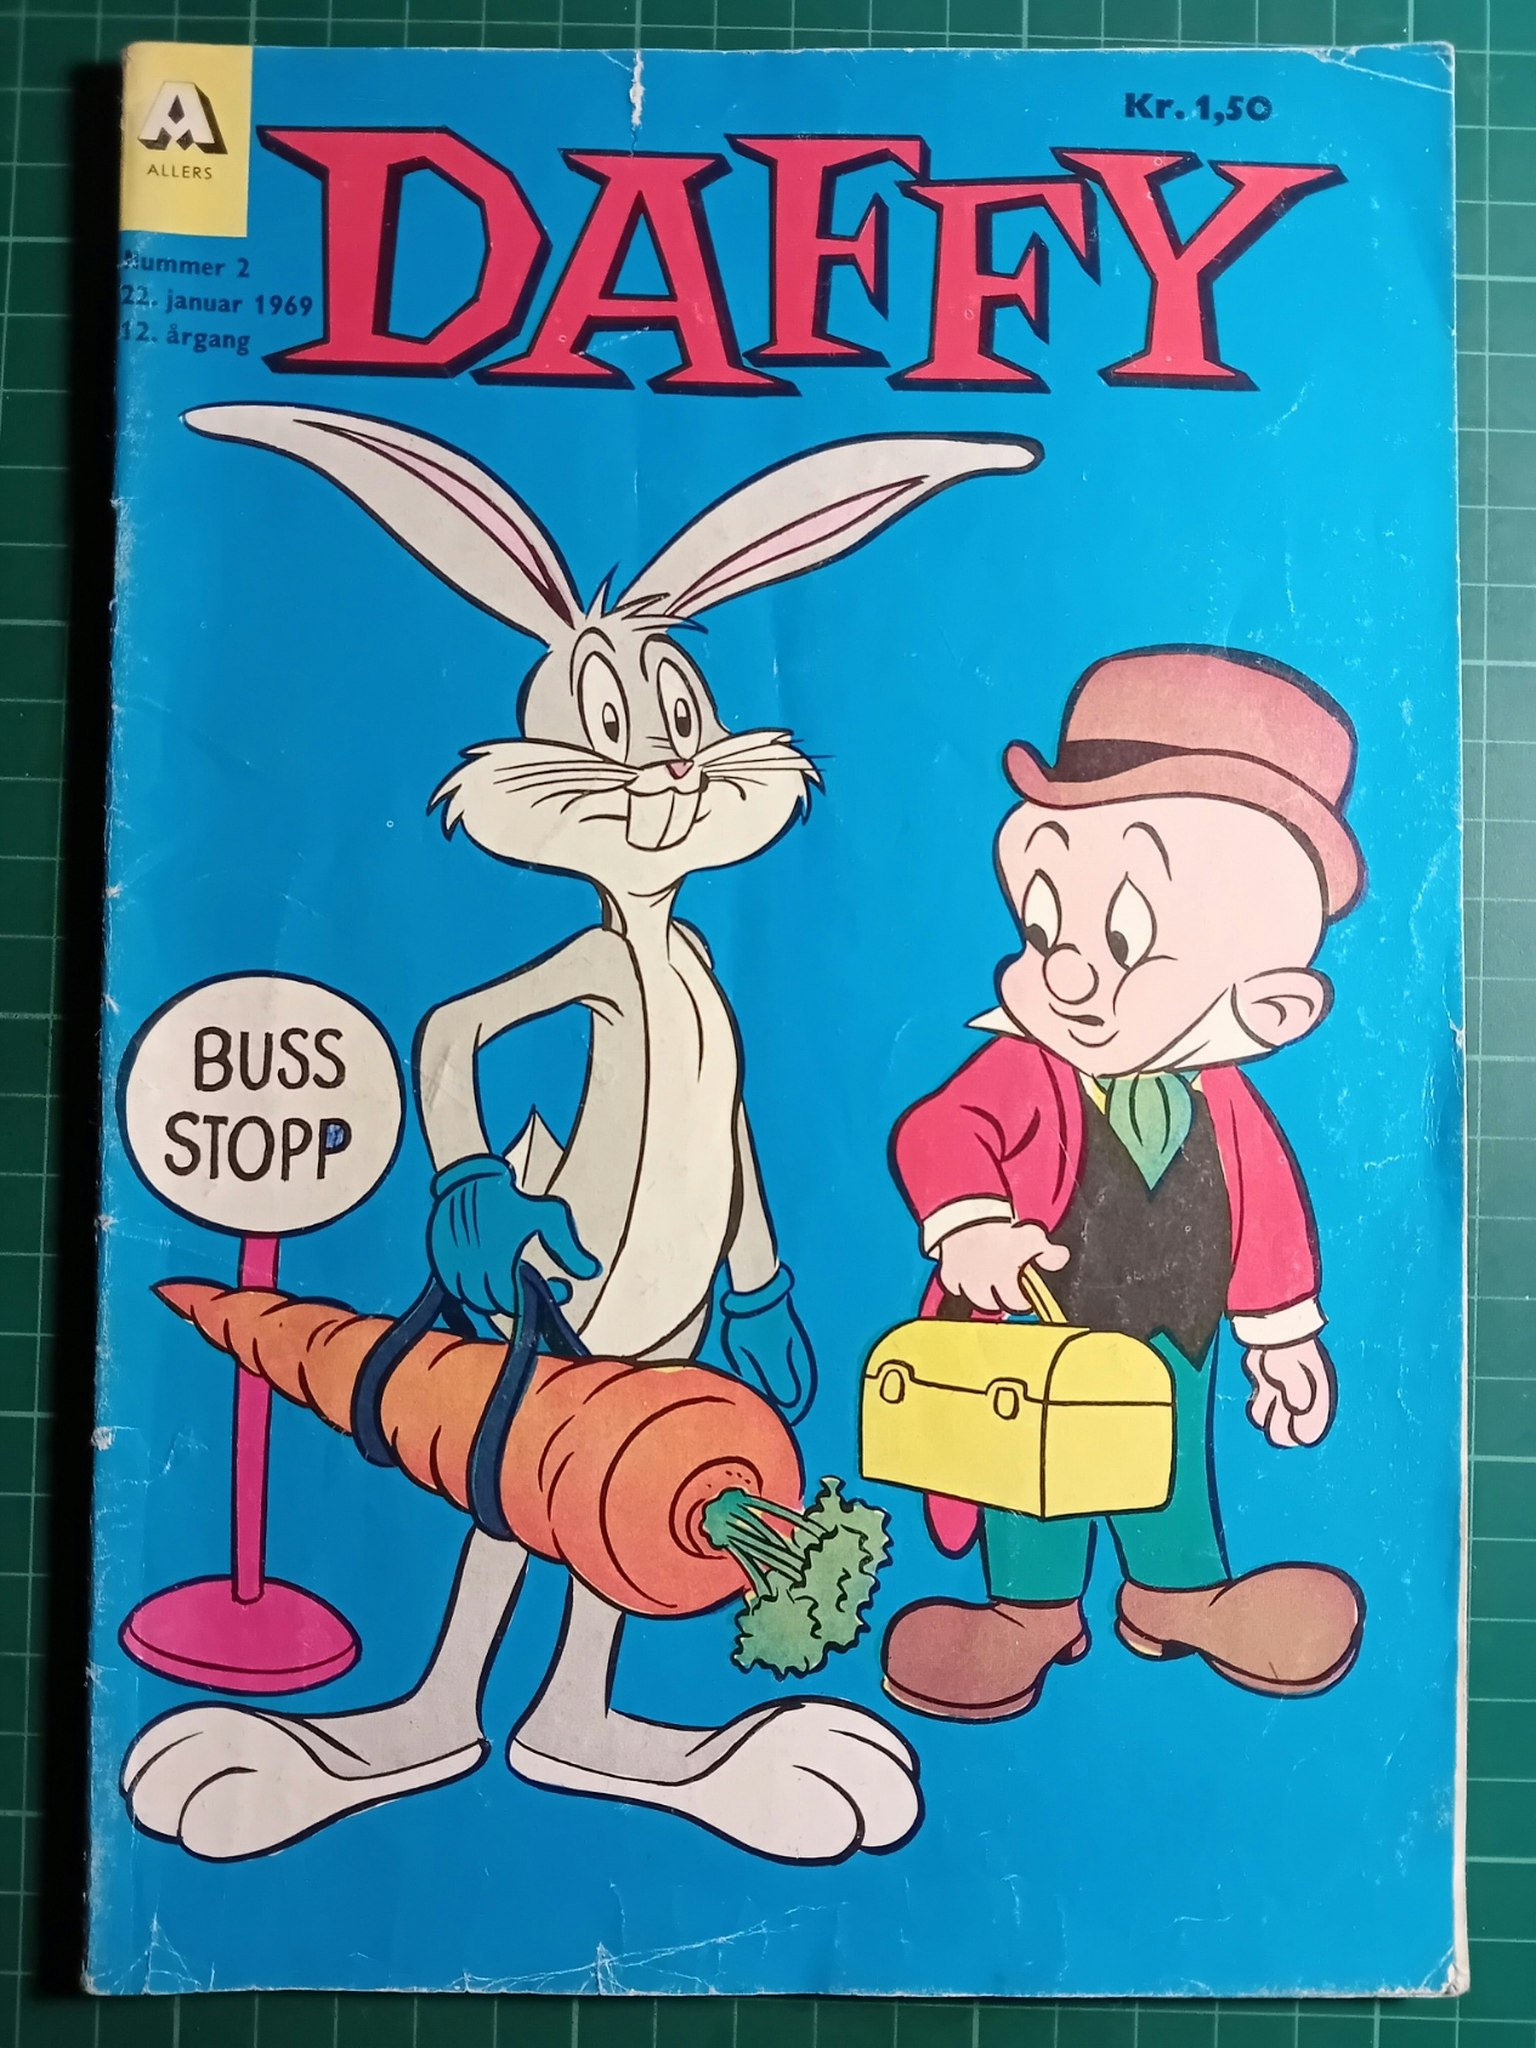 A
ALLERS
Kr. 1,50
DAFFY
Nummer 2
22. januar 1969
12. årgang
BUSS
STOPP